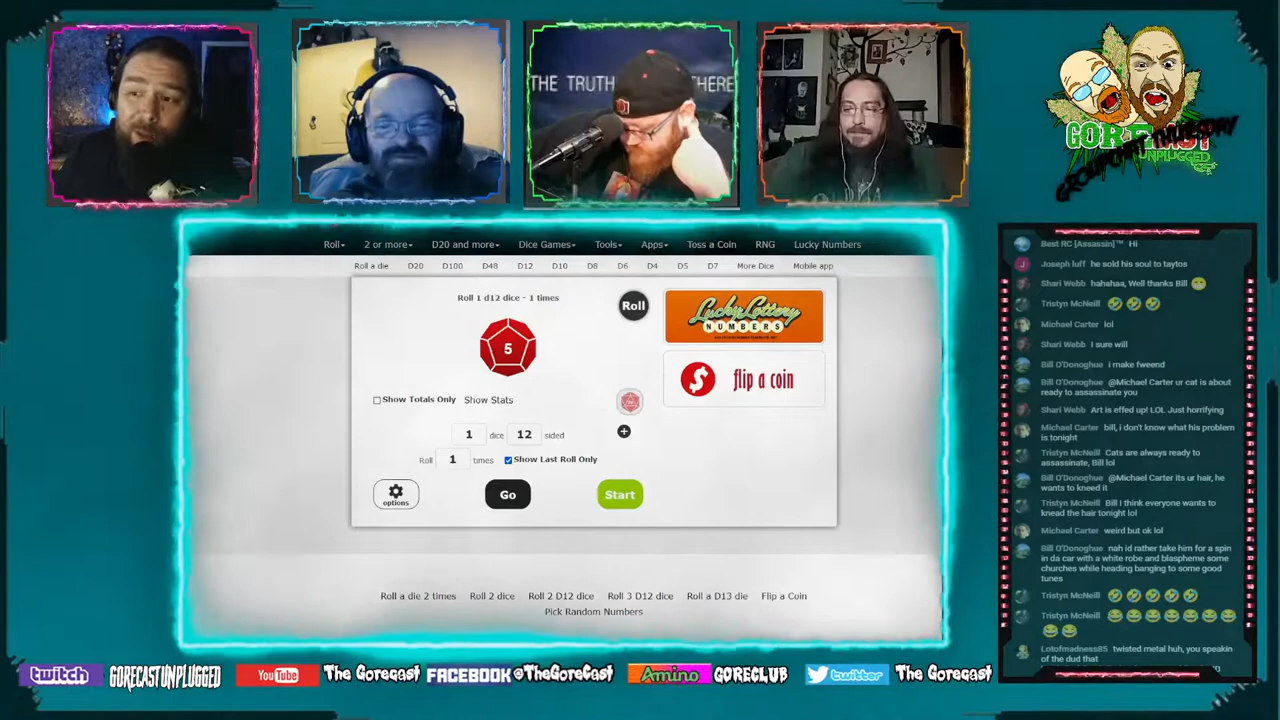 THE TRUTH
THERE
GORE
UNPLUGGED
Roll 2 or more D20 and more Dice Games Tools Apps Toss a Coin RNG Lucky Numbers
Roll a die D20 D100 D48 D12 D10 D8 D6 D4 D5 D7 More Dice Mobile app
Roll 1 d12 dice - 1 times
Roll
5
Lucky Lottery
NUMBERS
$ flip a coin
Show Totals Only Show Stats
1 dice 12 sided
Roll 1 times Show Last Roll Only
options
Go
Start
Roll a die 2 times Roll 2 dice Roll 2 D12 dice Roll 3 D12 dice Roll a D13 die Flip a Coin
Pick Random Numbers
Best RC [Assassin]™ Hi
J
Joseph luff he sold his soul to taytos
Shari Webb hahahaa, Well thanks Bill 😁
Tristyn McNeill 🤣 🤣 🤣
Michael Carter lol
Shari Webb I sure will
Bill O'Donoghue i make fweend
Bill O'Donoghue @Michael Carter ur cat is about
ready to assassinate you
Shari Webb Art is effed up! LOL Just horrifying
Michael Carter bill, i don't know what his problem
is tonight
Tristyn McNeill Cats are always ready to
assassinate, Bill lol
Bill O'Donoghue @Michael Carter its ur hair, he
wants to kneed it
Tristyn McNeill Bill I think everyone wants to
knead the hair tonight lol
Michael Carter weird but ok lol
Bill O'Donoghue nah id rather take him for a spin
in da car with a white robe and blaspheme some
churches while heading banging to some good
tunes
Tristyn McNeill 🤣 🤣 🤣 🤣 🤣
Tristyn McNeill 😂 😂 😂 😂 😂 😂 😂
😂 😂
Lotofmadness85 twisted metal huh, you speakin
of the dud that
twitch GORECASTUNPLUGGED YouTube The Gorecast FACEBOOK @TheGoreCast Amino GORECLUB twitter The Gorecast